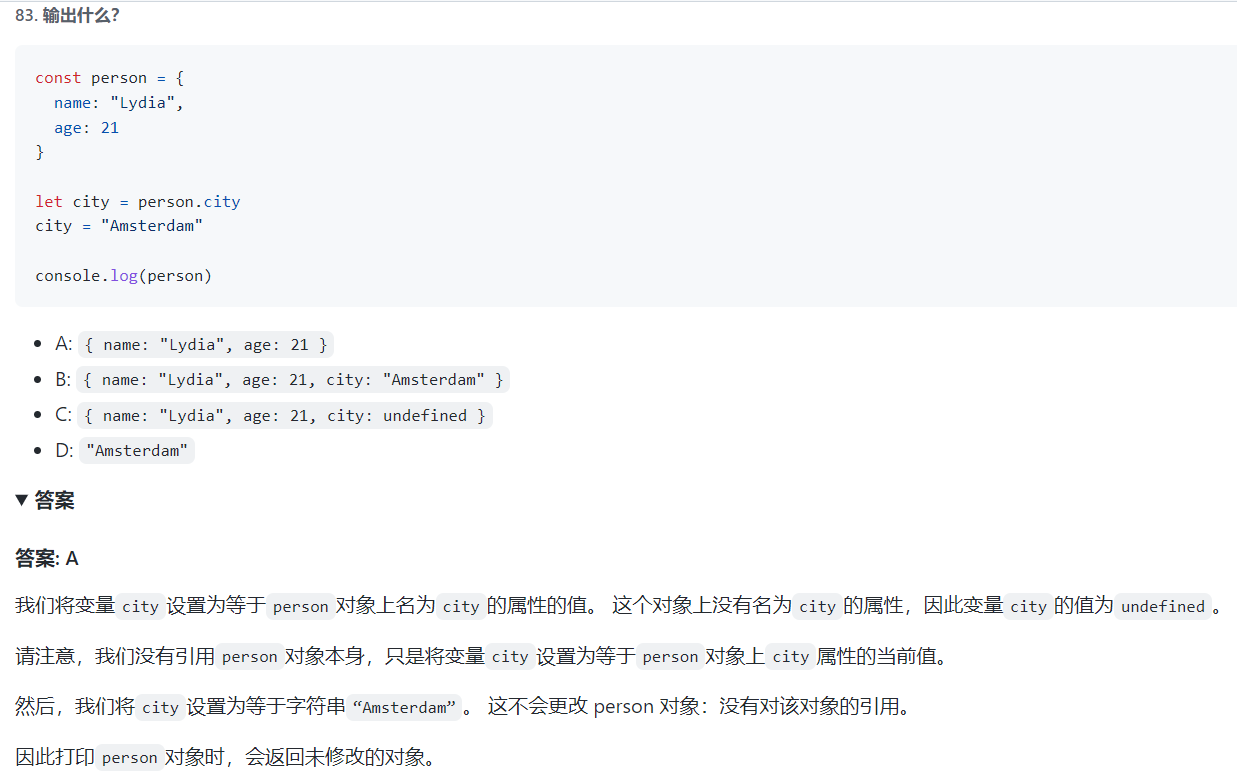 83. 输出什么?
const person = {
  name: "Lydia",
  age: 21
}
let city = person.city
city = "Amsterdam"
console.log(person)
A: { name: "Lydia", age: 21 }
B: { name: "Lydia", age: 21, city: "Amsterdam" }
C: { name: "Lydia", age: 21, city: undefined }
D: "Amsterdam"
▼ 答案
答案: A
我们将变量 city 设置为等于 person 对象上名为 city 的属性的值。 这个对象上没有名为 city 的属性，因此变量 city 的值为 undefined 。
请注意，我们没有引用 person 对象本身，只是将变量 city 设置为等于 person 对象上 city 属性的当前值。
然后，我们将 city 设置为等于字符串 “Amsterdam” 。 这不会更改 person 对象：没有对该对象的引用。
因此打印 person 对象时，会返回未修改的对象。